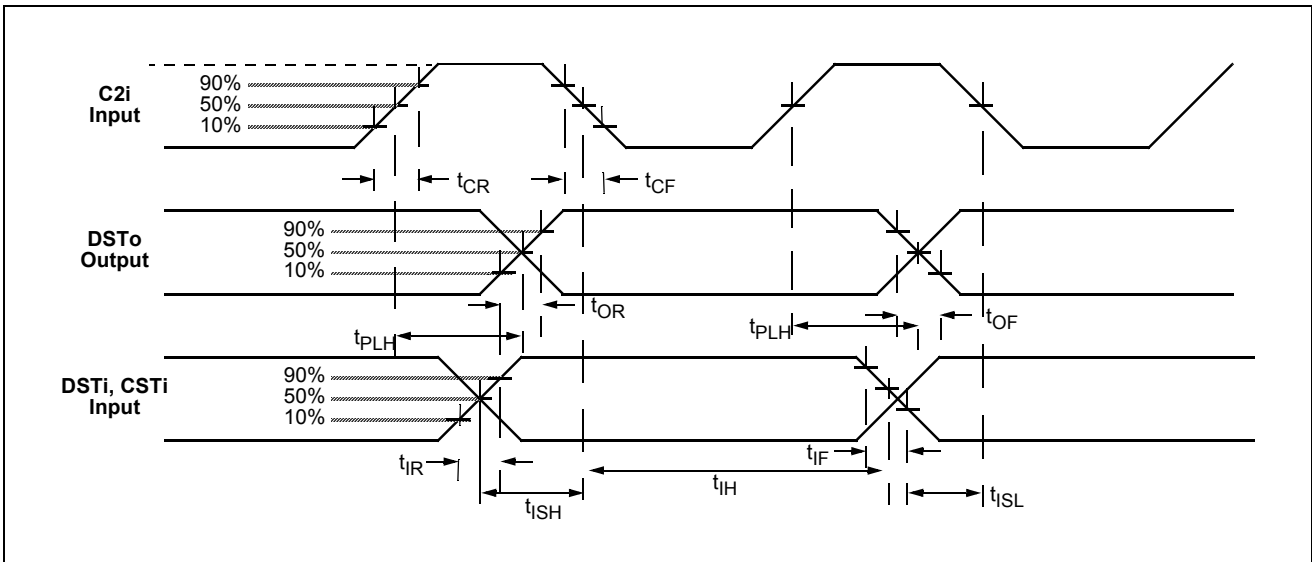 C2i
Input
90%
50%
10%
tCR
tCF
DSTo
Output
90%
50%
10%
tOR
tPLH
tPLH
tOF
DSTi, CSTi
Input
90%
50%
10%
tIR
tISH
tIH
tIF
tISL